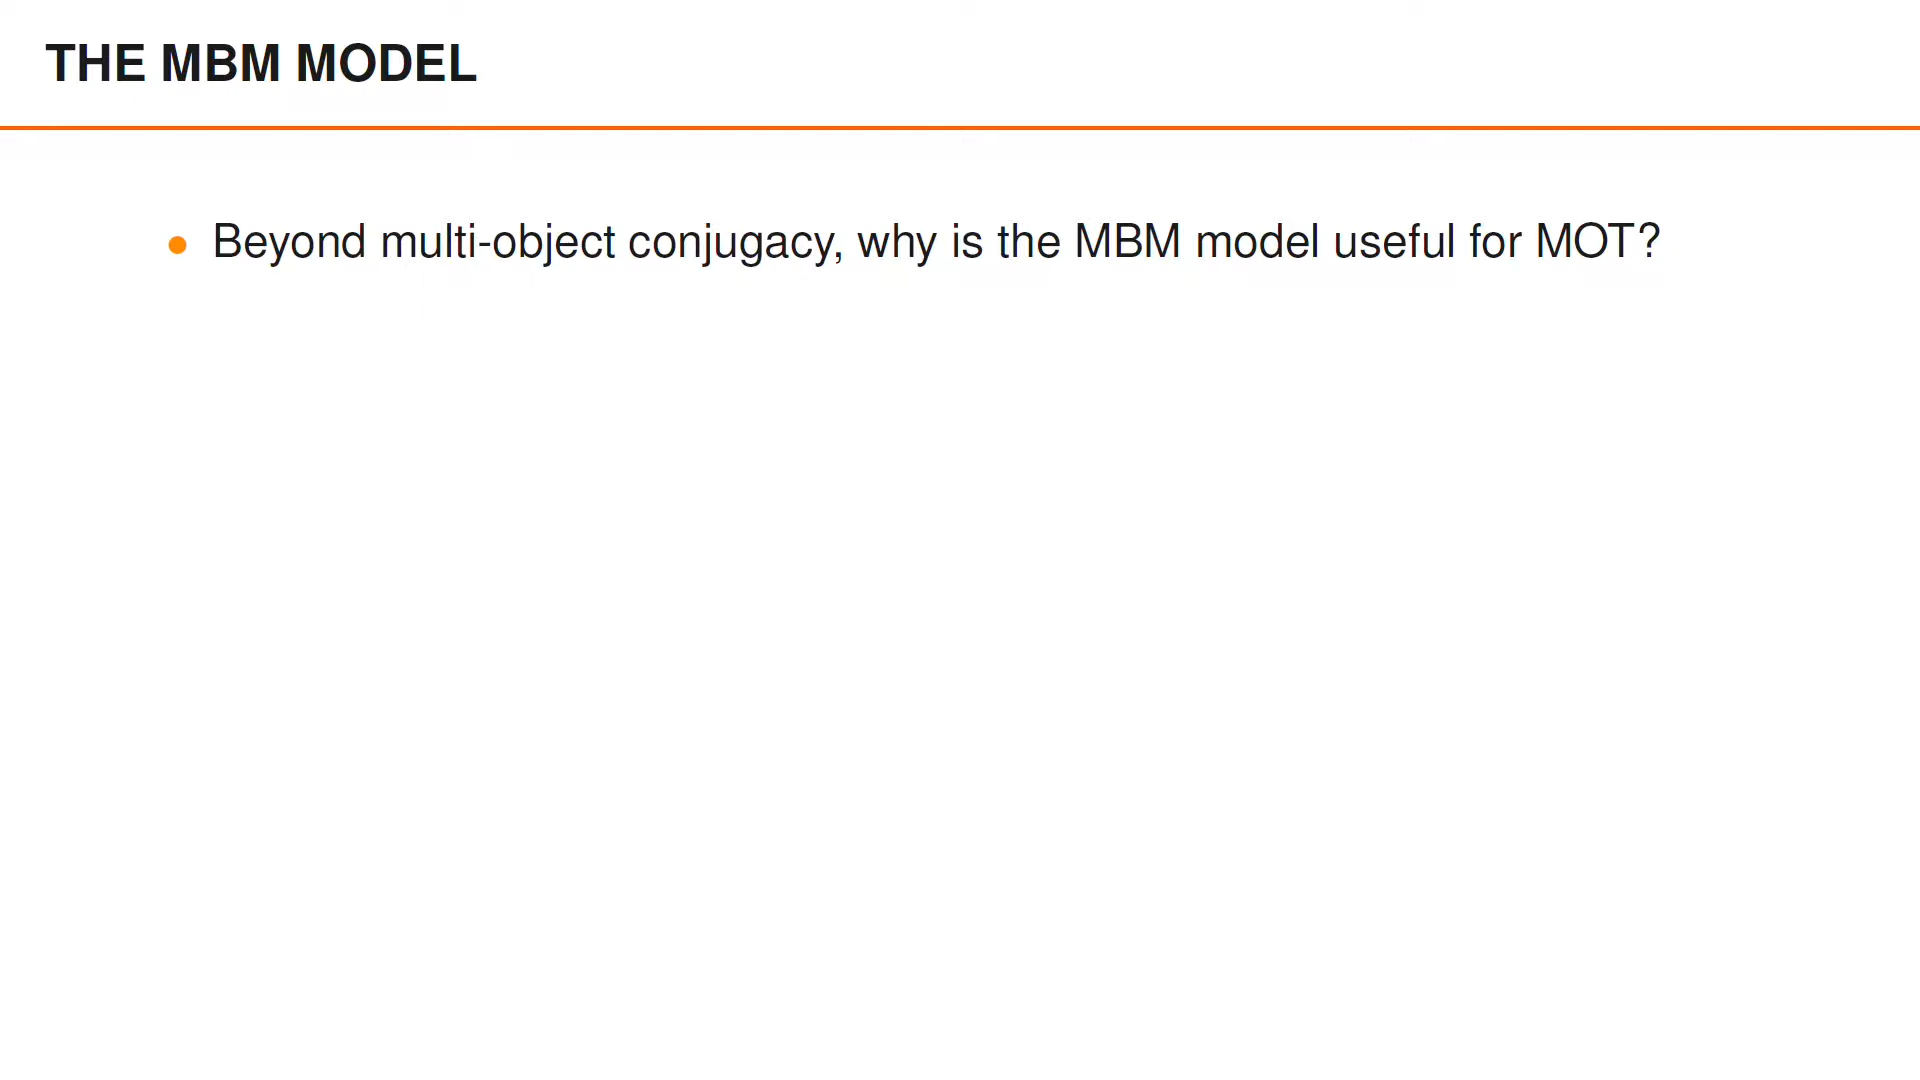 THE MBM MODEL
• Beyond multi-object conjugacy, why is the MBM model useful for MOT?